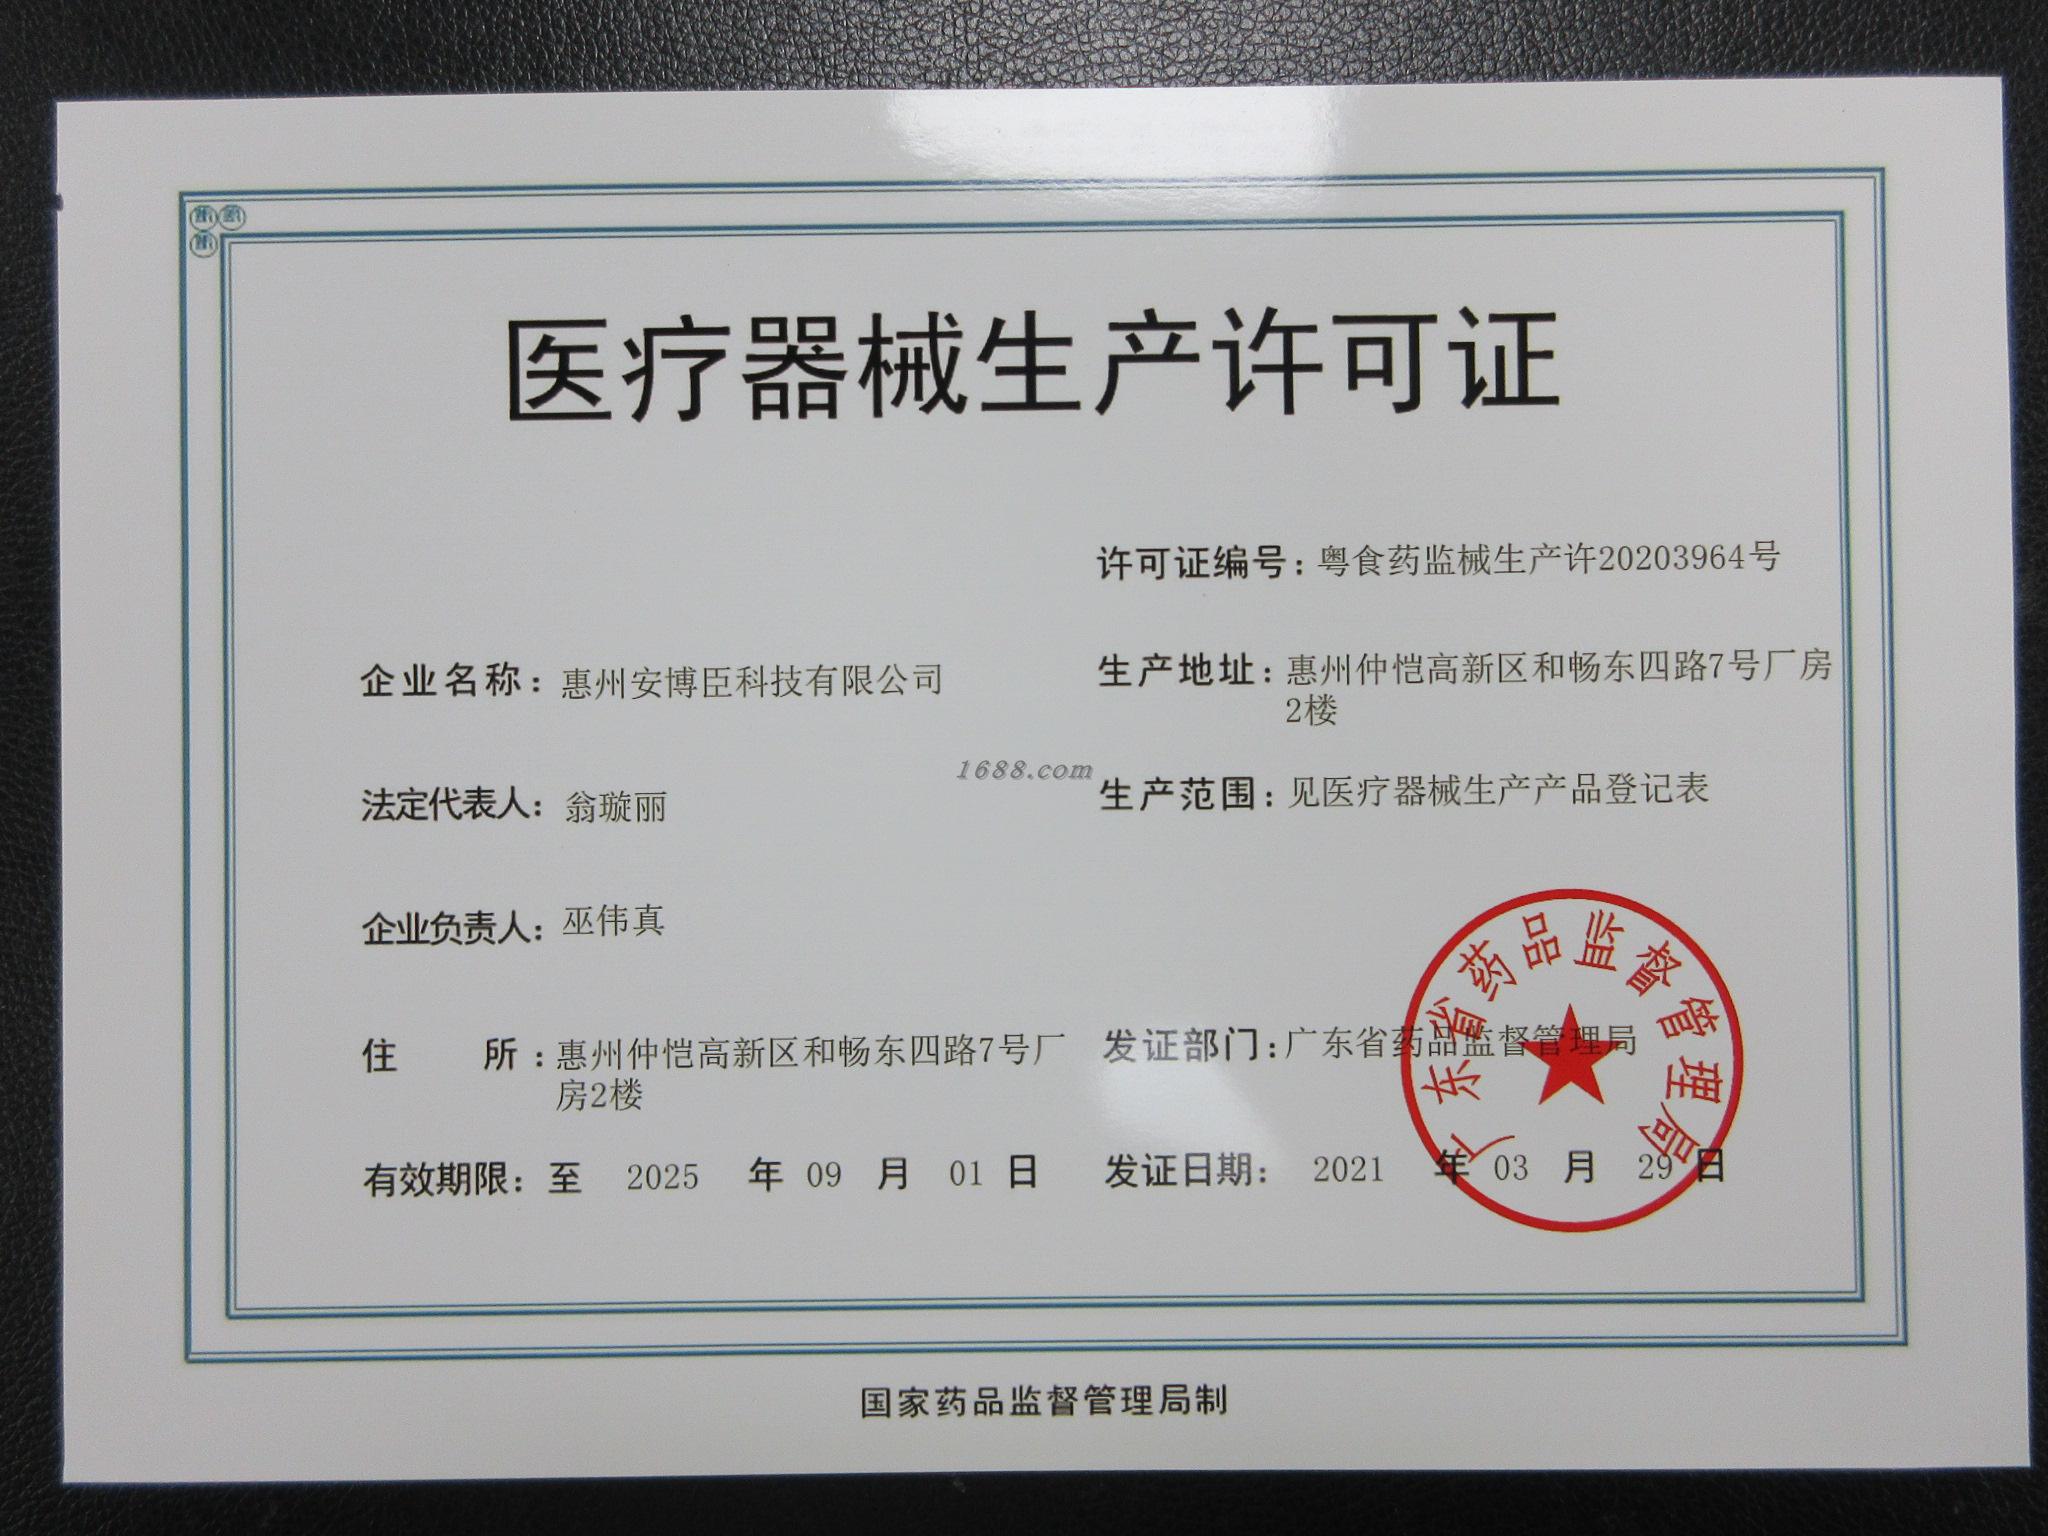 医疗器械生产许可证
许可证编号：粤食药监械生产许20203964号
企业名称：惠州安博臣科技有限公司
生产地址：惠州仲恺高新区和畅东四路7号厂房
2楼
1688.com
法定代表人：翁璇丽
生产范围：见医疗器械生产产品登记表
企业负责人：巫伟真
住 所：惠州仲恺高新区和畅东四路7号厂
房2楼
发证部门：广东省药品监督管理局
广东省药品监督管理局
有效期限：至 2025 年 09 月 01 日
发证日期： 2021 年 03 月 29 日
国家药品监督管理局制